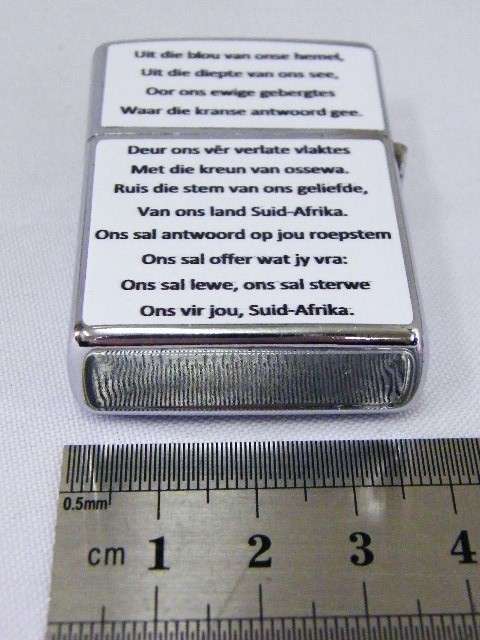 Uit die blou van onse hemel,
Uit die diepte van ons see,
Oor ons ewige gebergtes
Waar die kranse antwoord gee.
Deur ons vêr verlate vlaktes
Met die kreun van ossewa.
Ruis die stem van ons geliefde,
Van ons land Suid-Afrika.
Ons sal antwoord op jou roepstem
Ons sal offer wat jy vra:
Ons sal lewe, ons sal sterwe
Ons vir jou, Suid-Afrika.
0.5mm
cm 1 2 3 4